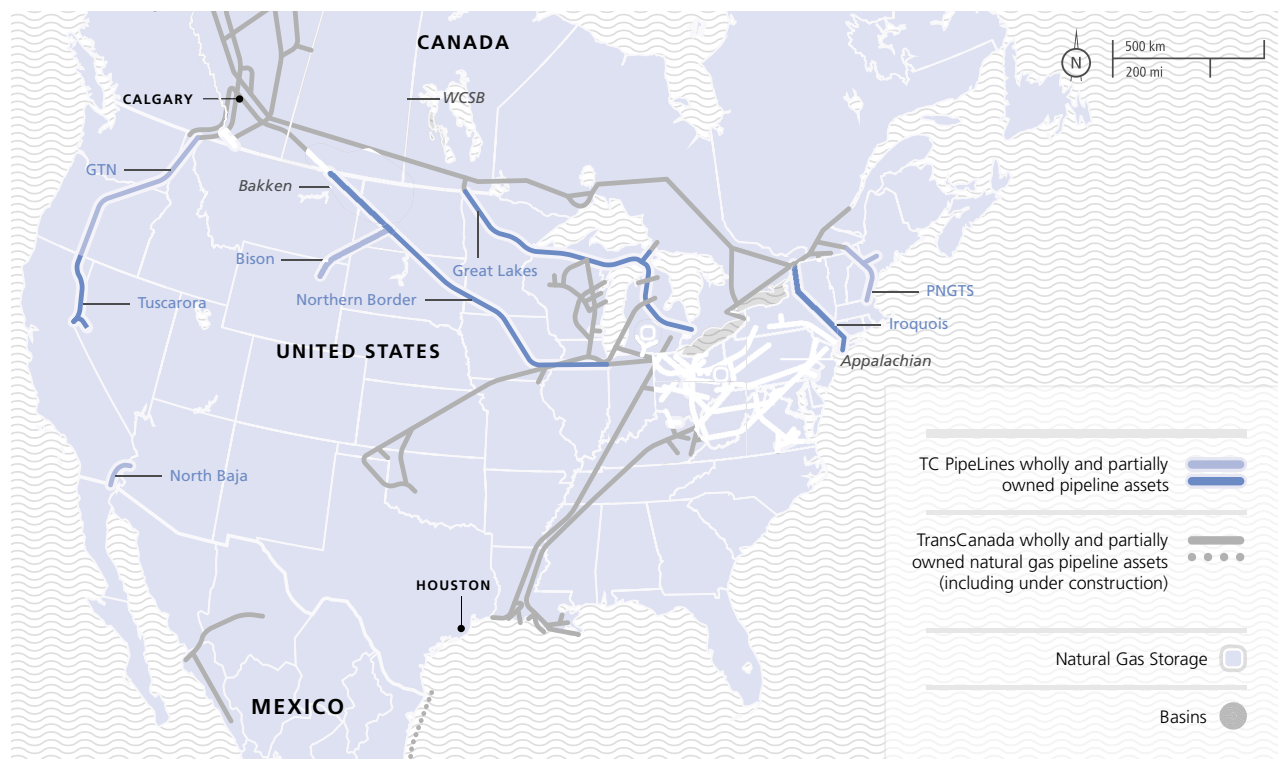 CANADA
500 km
N
200 mi
CALGARY
WCSB
GTN
Bakken
Bison
Great Lakes
PNGTS
Northern Border
Tuscarora
Iroquois
UNITED STATES
Appalachian
North Baja
TC PipeLines wholly and partially
owned pipeline assets
TransCanada wholly and partially
owned natural gas pipeline assets
(including under construction)
HOUSTON
Natural Gas Storage
MEXICO
Basins